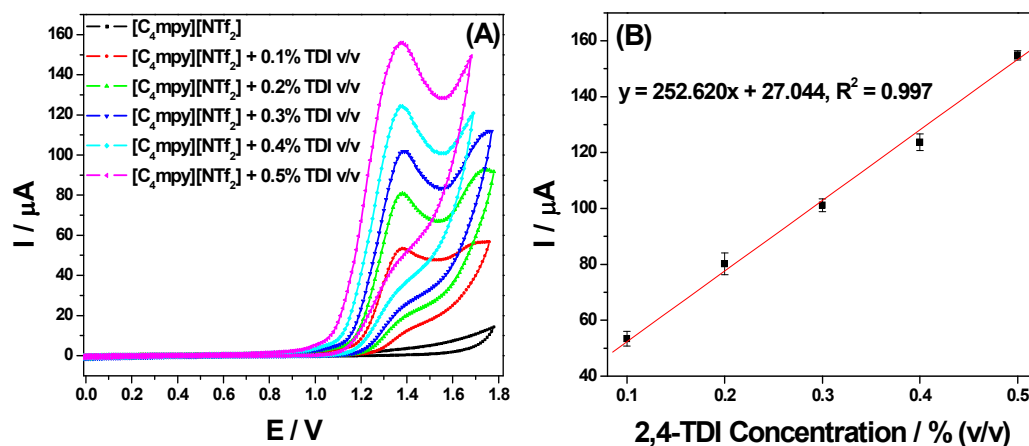 (A)
[C₄mpy][NTf₂]
[C₄mpy][NTf₂] + 0.1% TDI v/v
[C₄mpy][NTf₂] + 0.2% TDI v/v
[C₄mpy][NTf₂] + 0.3% TDI v/v
[C₄mpy][NTf₂] + 0.4% TDI v/v
[C₄mpy][NTf₂] + 0.5% TDI v/v
160
140
120
100
80
60
40
20
0
I / µA
0.0 0.2 0.4 0.6 0.8 1.0 1.2 1.4 1.6 1.8
E / V
(B)
y = 252.620x + 27.044, R² = 0.997
160
140
120
100
80
60
40
I / µA
0.1 0.2 0.3 0.4 0.5
2,4-TDI Concentration / % (v/v)